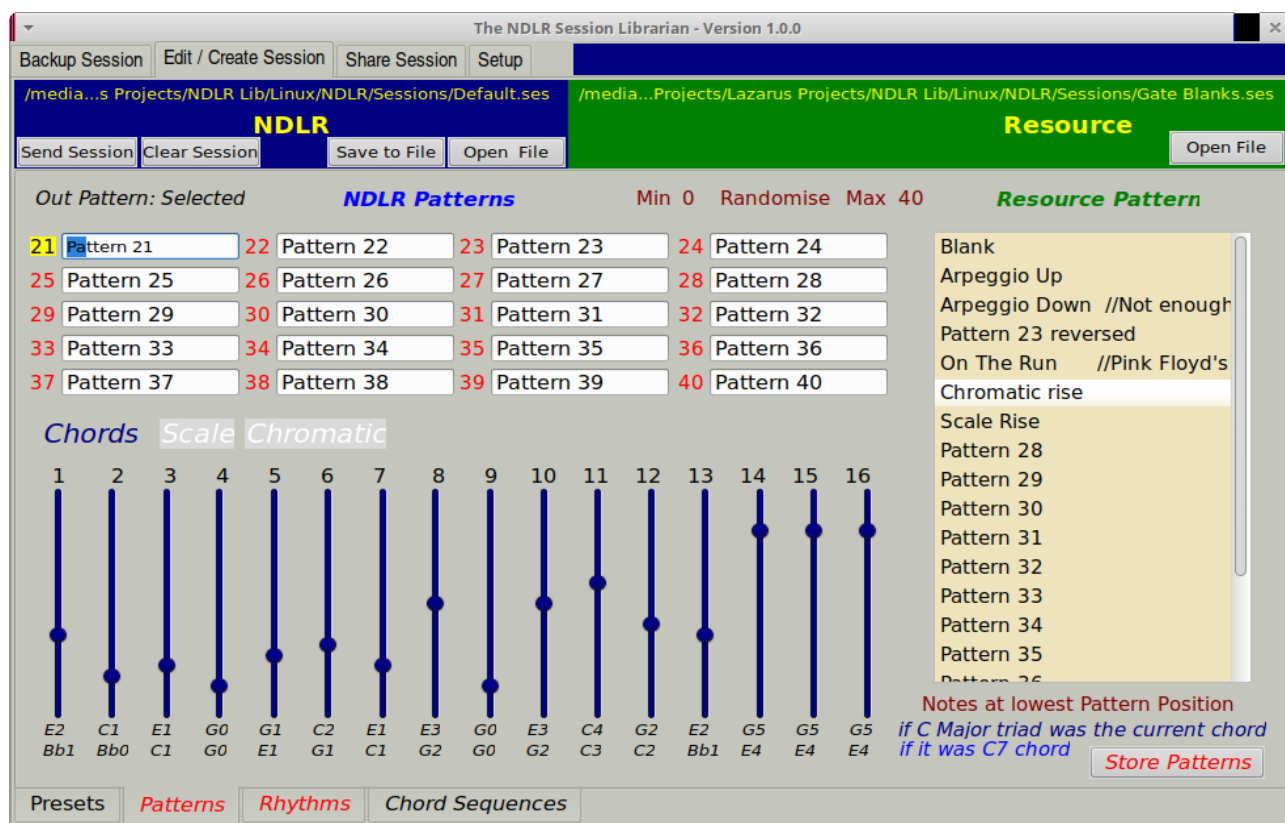 The NDLR Session Librarian - Version 1.0.0
Backup Session Edit / Create Session Share Session Setup
/media...s Projects/NDLR Lib/Linux/NDLR/Sessions/Default.ses /media...Projects/Lazarus Projects/NDLR Lib/Linux/NDLR/Sessions/Gate Blanks.ses
NDLR Resource
Send Session Clear Session Save to File Open File Open File
Out Pattern: Selected NDLR Patterns Min 0 Randomise Max 40 Resource Pattern
21 Pattern 21 22 Pattern 22 23 Pattern 23 24 Pattern 24
25 Pattern 25 26 Pattern 26 27 Pattern 27 28 Pattern 28
29 Pattern 29 30 Pattern 30 31 Pattern 31 32 Pattern 32
33 Pattern 33 34 Pattern 34 35 Pattern 35 36 Pattern 36
37 Pattern 37 38 Pattern 38 39 Pattern 39 40 Pattern 40
Blank
Arpeggio Up
Arpeggio Down //Not enough
Pattern 23 reversed
On The Run //Pink Floyd's
Chromatic rise
Scale Rise
Pattern 28
Pattern 29
Pattern 30
Pattern 31
Pattern 32
Pattern 33
Pattern 34
Pattern 35
Pattern 36
Chords Scale Chromatic
1 2 3 4 5 6 7 8 9 10 11 12 13 14 15 16
E2 C1 E1 G0 G1 C2 E1 E3 G0 E3 C4 G2 E2 G5 G5 G5
Bb1 Bb0 C1 G0 E1 G1 C1 G2 G0 G2 C3 C2 Bb1 E4 E4 E4
Notes at lowest Pattern Position
if C Major triad was the current chord
if it was C7 chord
Store Patterns
Presets Patterns Rhythms Chord Sequences